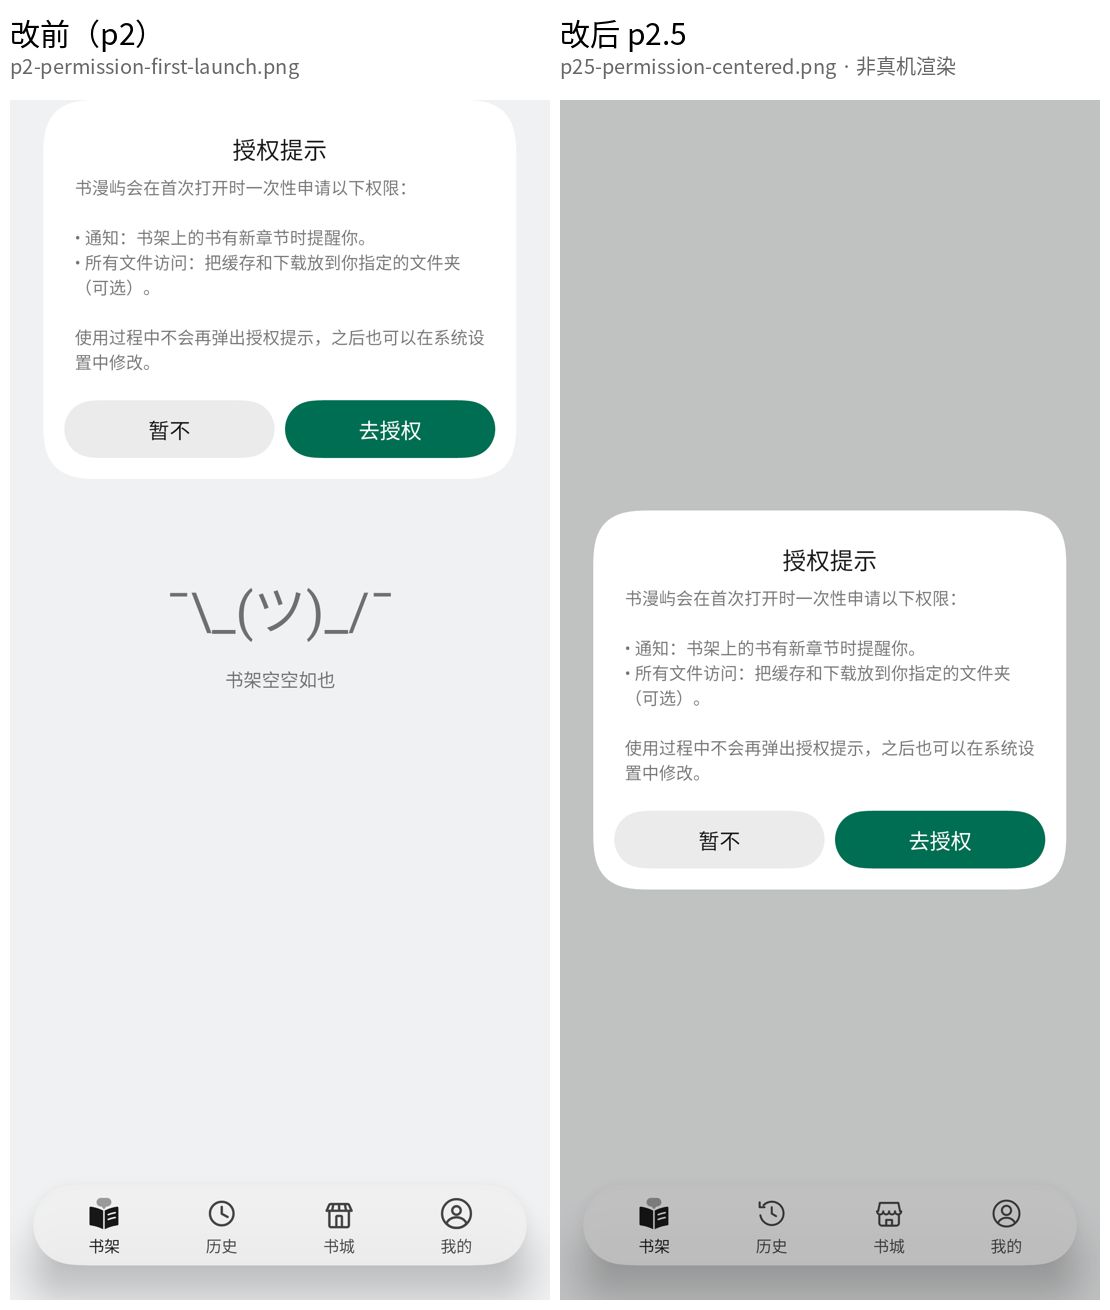 改前（p2）
p2-permission-first-launch.png
授权提示
书漫屿会在首次打开时一次性申请以下权限：
• 通知：书架上的书有新章节时提醒你。
• 所有文件访问：把缓存和下载放到你指定的文件夹
（可选）。
使用过程中不会再弹出授权提示，之后也可以在系统设
置中修改。
暂不
去授权
¯\_(ツ)_/¯
书架空空如也
书架
历史
书城
我的
改后 p2.5
p25-permission-centered.png · 非真机渲染
授权提示
书漫屿会在首次打开时一次性申请以下权限：
• 通知：书架上的书有新章节时提醒你。
• 所有文件访问：把缓存和下载放到你指定的文件夹
（可选）。
使用过程中不会再弹出授权提示，之后也可以在系统设
置中修改。
暂不
去授权
书架
历史
书城
我的